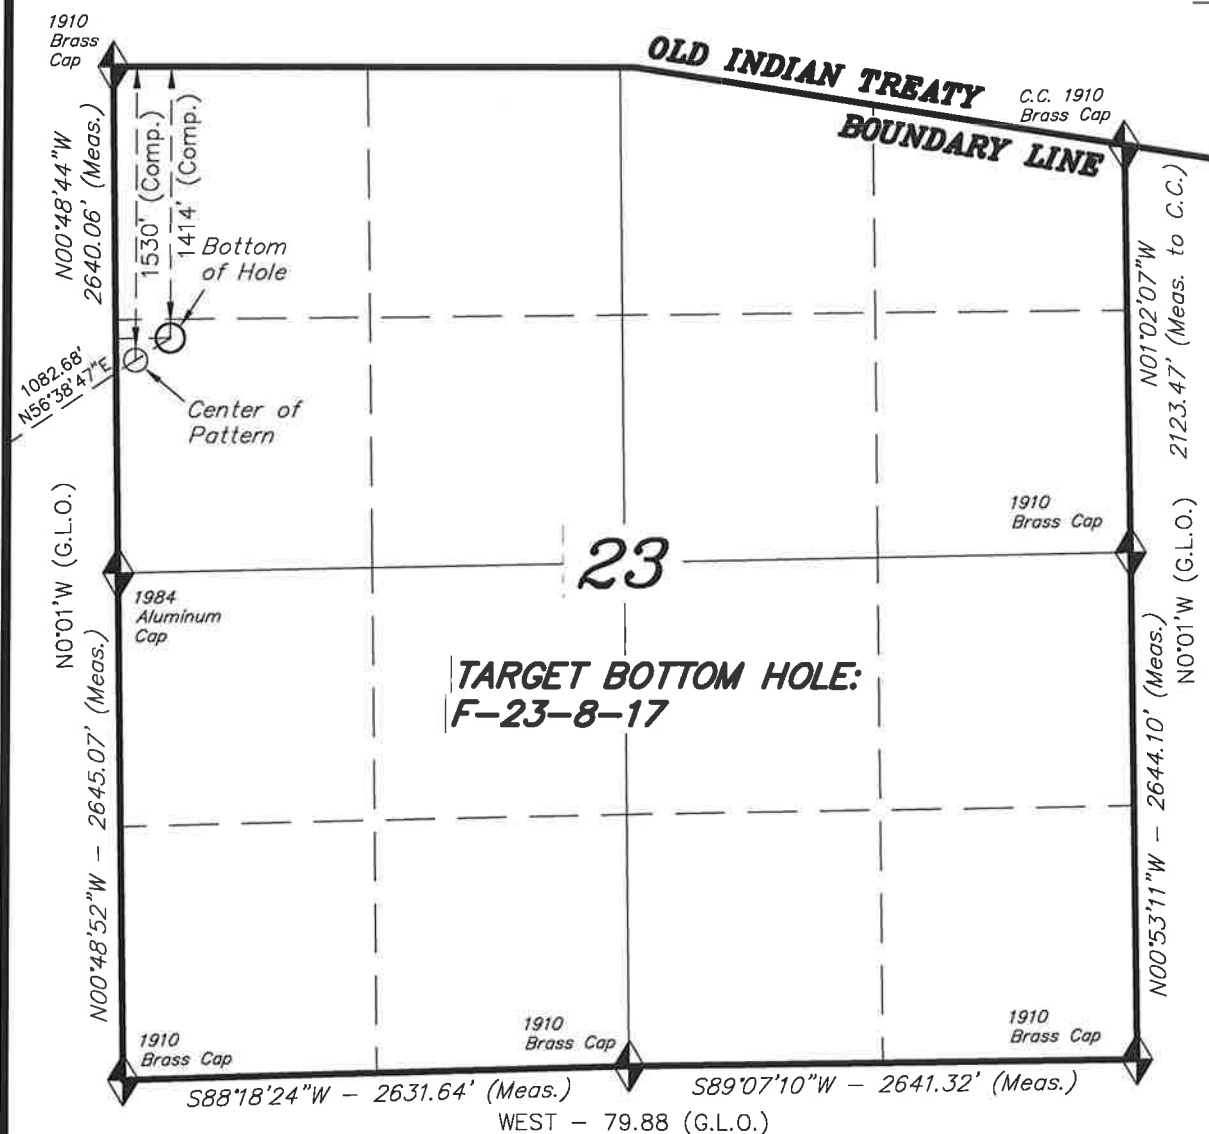 1910
Brass
Cap
OLD INDIAN TREATY
BOUNDARY LINE
C.C. 1910
Brass Cap
N00°48'44"W
2640.06' (Meas.)
1530' (Comp.)
1414' (Comp.)
Bottom
of Hole
1082.68'
N56°38'47"E
Center of
Pattern
N01°02'07"W
2123.47' (Meas. to C.C.)
N0°01'W (G.L.O.)
1910
Brass Cap
N0°01'W (G.L.O.)
23
1984
Aluminum
Cap
TARGET BOTTOM HOLE:
F-23-8-17
N00°48'52"W - 2645.07' (Meas.)
N00°53'11"W - 2644.10' (Meas.)
1910
Brass Cap
1910
Brass Cap
1910
Brass Cap
S88°18'24"W - 2631.64' (Meas.)
S89°07'10"W - 2641.32' (Meas.)
WEST - 79.88 (G.L.O.)